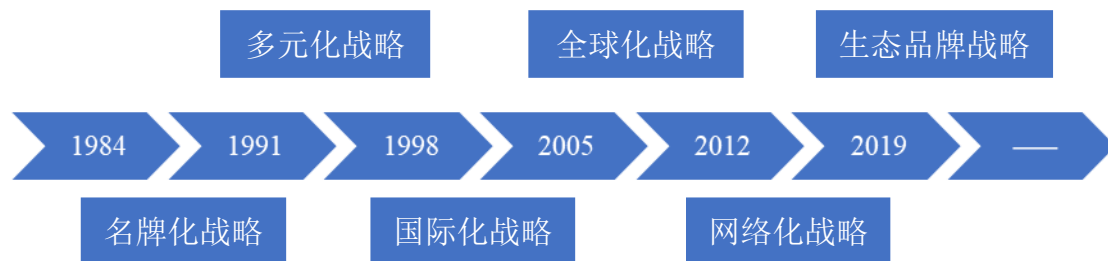 多元化战略
全球化战略
生态品牌战略
1984
1991
1998
2005
2012
2019
——
名牌化战略
国际化战略
网络化战略